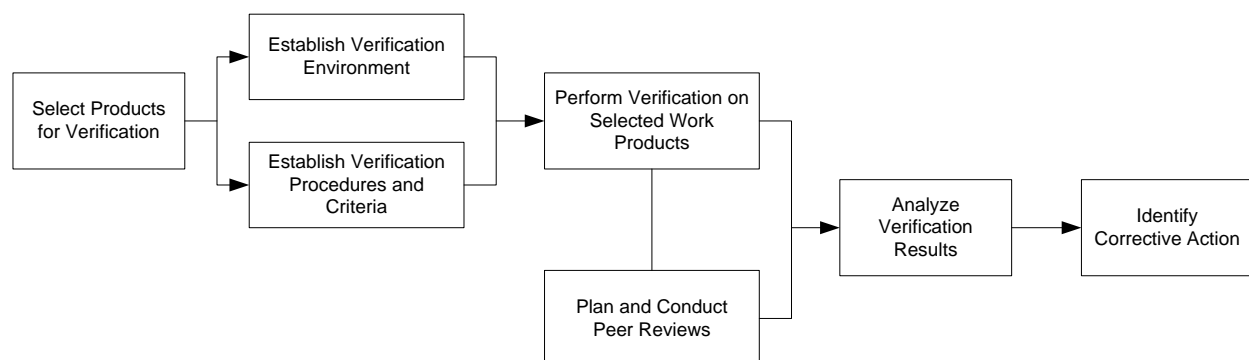 Select Products
for Verification
Establish Verification
Environment
Establish Verification
Procedures and
Criteria
Perform Verification on
Selected Work
Products
Plan and Conduct
Peer Reviews
Analyze
Verification
Results
Identify
Corrective Action